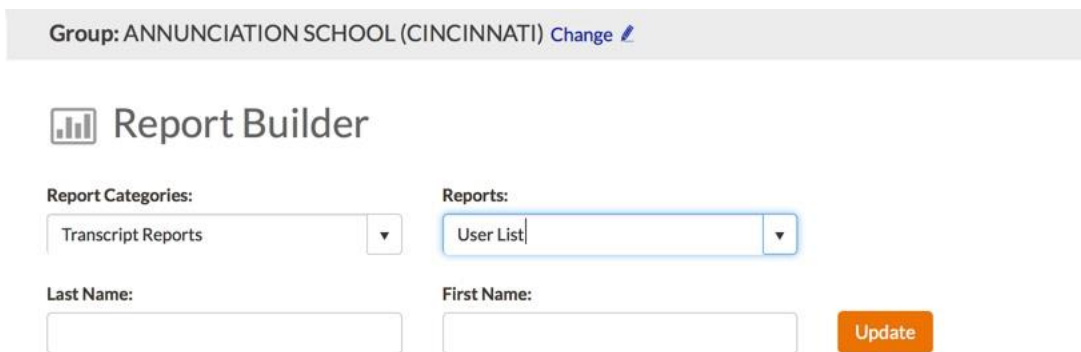 Group: ANNUNCIATION SCHOOL (CINCINNATI) Change
Report Builder
Report Categories: Reports:
Transcript Reports User List
Last Name: First Name:
Update